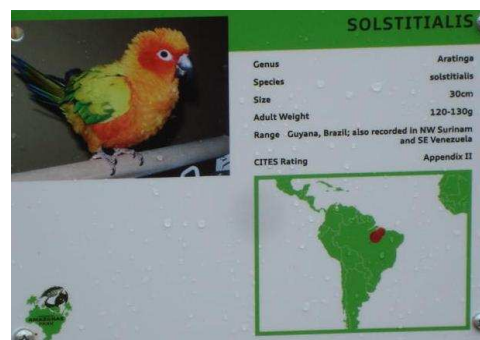 SOLSTITIALIS
Genus Aratinga
Species solstitialis
Size 30cm
Adult Weight 120-130g
Range Guyana, Brazil; also recorded in NW Surinam
and SE Venezuela
CITES Rating Appendix II